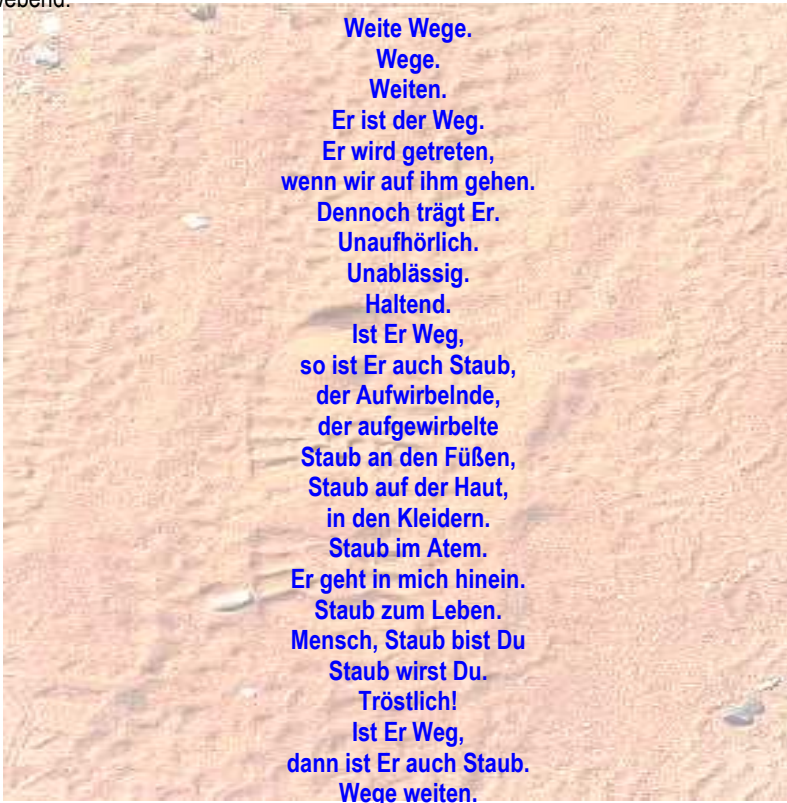 Weite Wege.
Wege.
Weiten.
Er ist der Weg.
Er wird getreten,
wenn wir auf ihm gehen.
Dennoch trägt Er.
Unaufhörlich.
Unablässig.
Haltend.
Ist Er Weg,
so ist Er auch Staub,
der Aufwirbelnde,
der aufgewirbelte
Staub an den Füßen,
Staub auf der Haut,
in den Kleidern.
Staub im Atem.
Er geht in mich hinein.
Staub zum Leben.
Mensch, Staub bist Du
Staub wirst Du.
Tröstlich!
Ist Er Weg,
dann ist Er auch Staub.
Wege weiten.